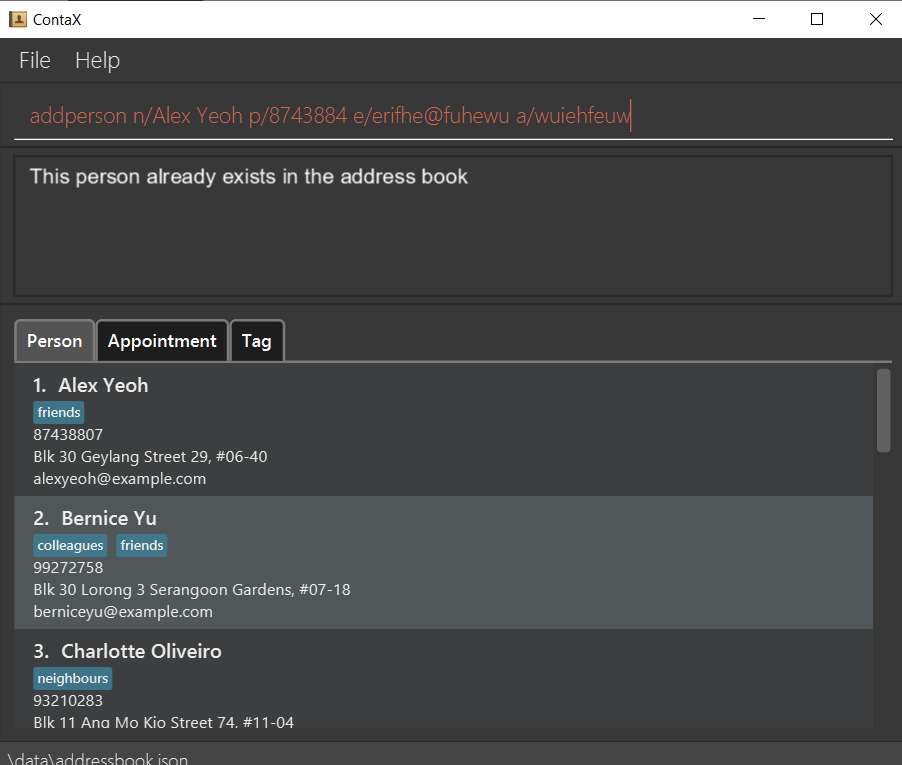 ContaX
File Help
addperson n/Alex Yeoh p/8743884 e/erifhe@fuhewu a/wuiehfeuw
This person already exists in the address book
Person Appointment Tag
1. Alex Yeoh
friends
87438807
Blk 30 Geylang Street 29, #06-40
alexyeoh@example.com
2. Bernice Yu
colleagues friends
99272758
Blk 30 Lorong 3 Serangoon Gardens, #07-18
berniceyu@example.com
3. Charlotte Oliveiro
neighbours
93210283
Blk 11 Ang Mo Kio Street 74, #11-04
\data\addressbook.json